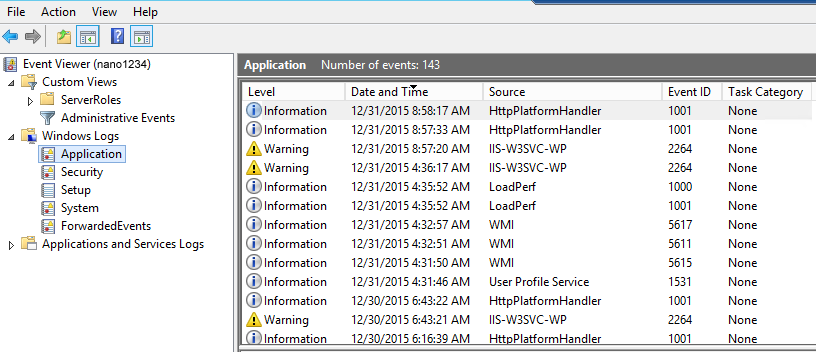 File Action View Help
Event Viewer (nano1234)
Custom Views
ServerRoles
Administrative Events
Windows Logs
Application
Security
Setup
System
ForwardedEvents
Applications and Services Logs
Application Number of events: 143
Level Date and Time Source Event ID Task Category
Information 12/31/2015 8:58:17 AM HttpPlatformHandler 1001 None
Information 12/31/2015 8:57:33 AM HttpPlatformHandler 1001 None
Warning 12/31/2015 8:57:20 AM IIS-W3SVC-WP 2264 None
Warning 12/31/2015 4:36:17 AM IIS-W3SVC-WP 2264 None
Information 12/31/2015 4:35:52 AM LoadPerf 1000 None
Information 12/31/2015 4:35:52 AM LoadPerf 1001 None
Information 12/31/2015 4:32:57 AM WMI 5617 None
Information 12/31/2015 4:32:51 AM WMI 5611 None
Information 12/31/2015 4:31:50 AM WMI 5615 None
Information 12/31/2015 4:31:46 AM User Profile Service 1531 None
Information 12/30/2015 6:43:22 AM HttpPlatformHandler 1001 None
Warning 12/30/2015 6:43:21 AM IIS-W3SVC-WP 2264 None
Information 12/30/2015 6:16:39 AM HttpPlatformHandler 1001 None